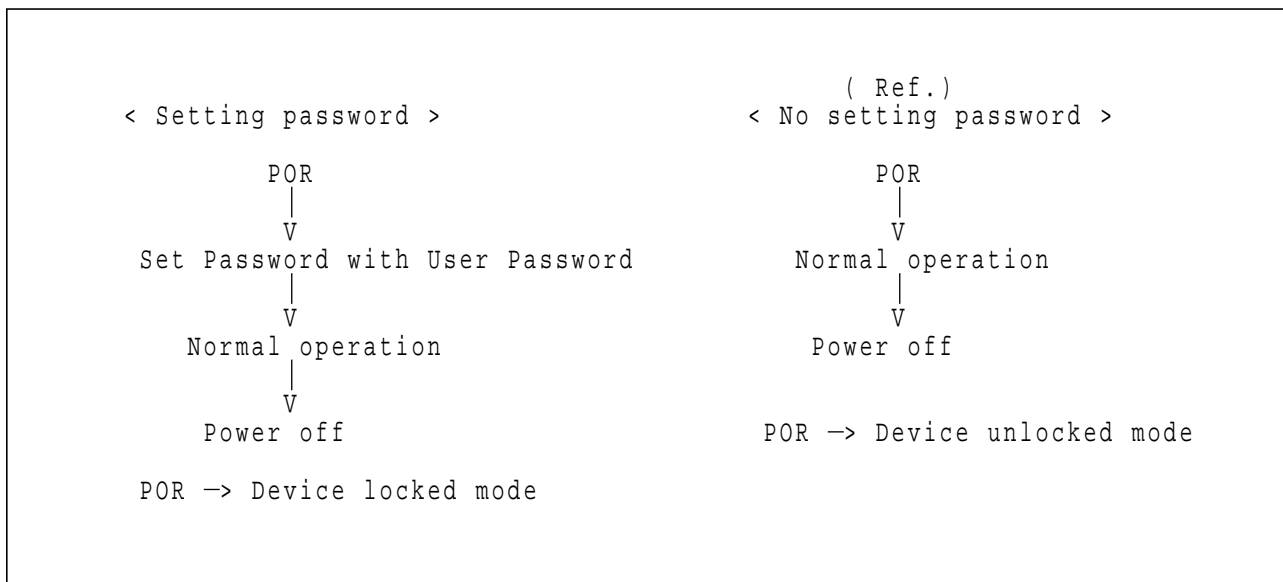 < Setting password >
POR
V
Set Password with User Password
V
Normal operation
V
Power off
POR —> Device locked mode
( Ref.)
< No setting password >
POR
V
Normal operation
V
Power off
POR —> Device unlocked mode